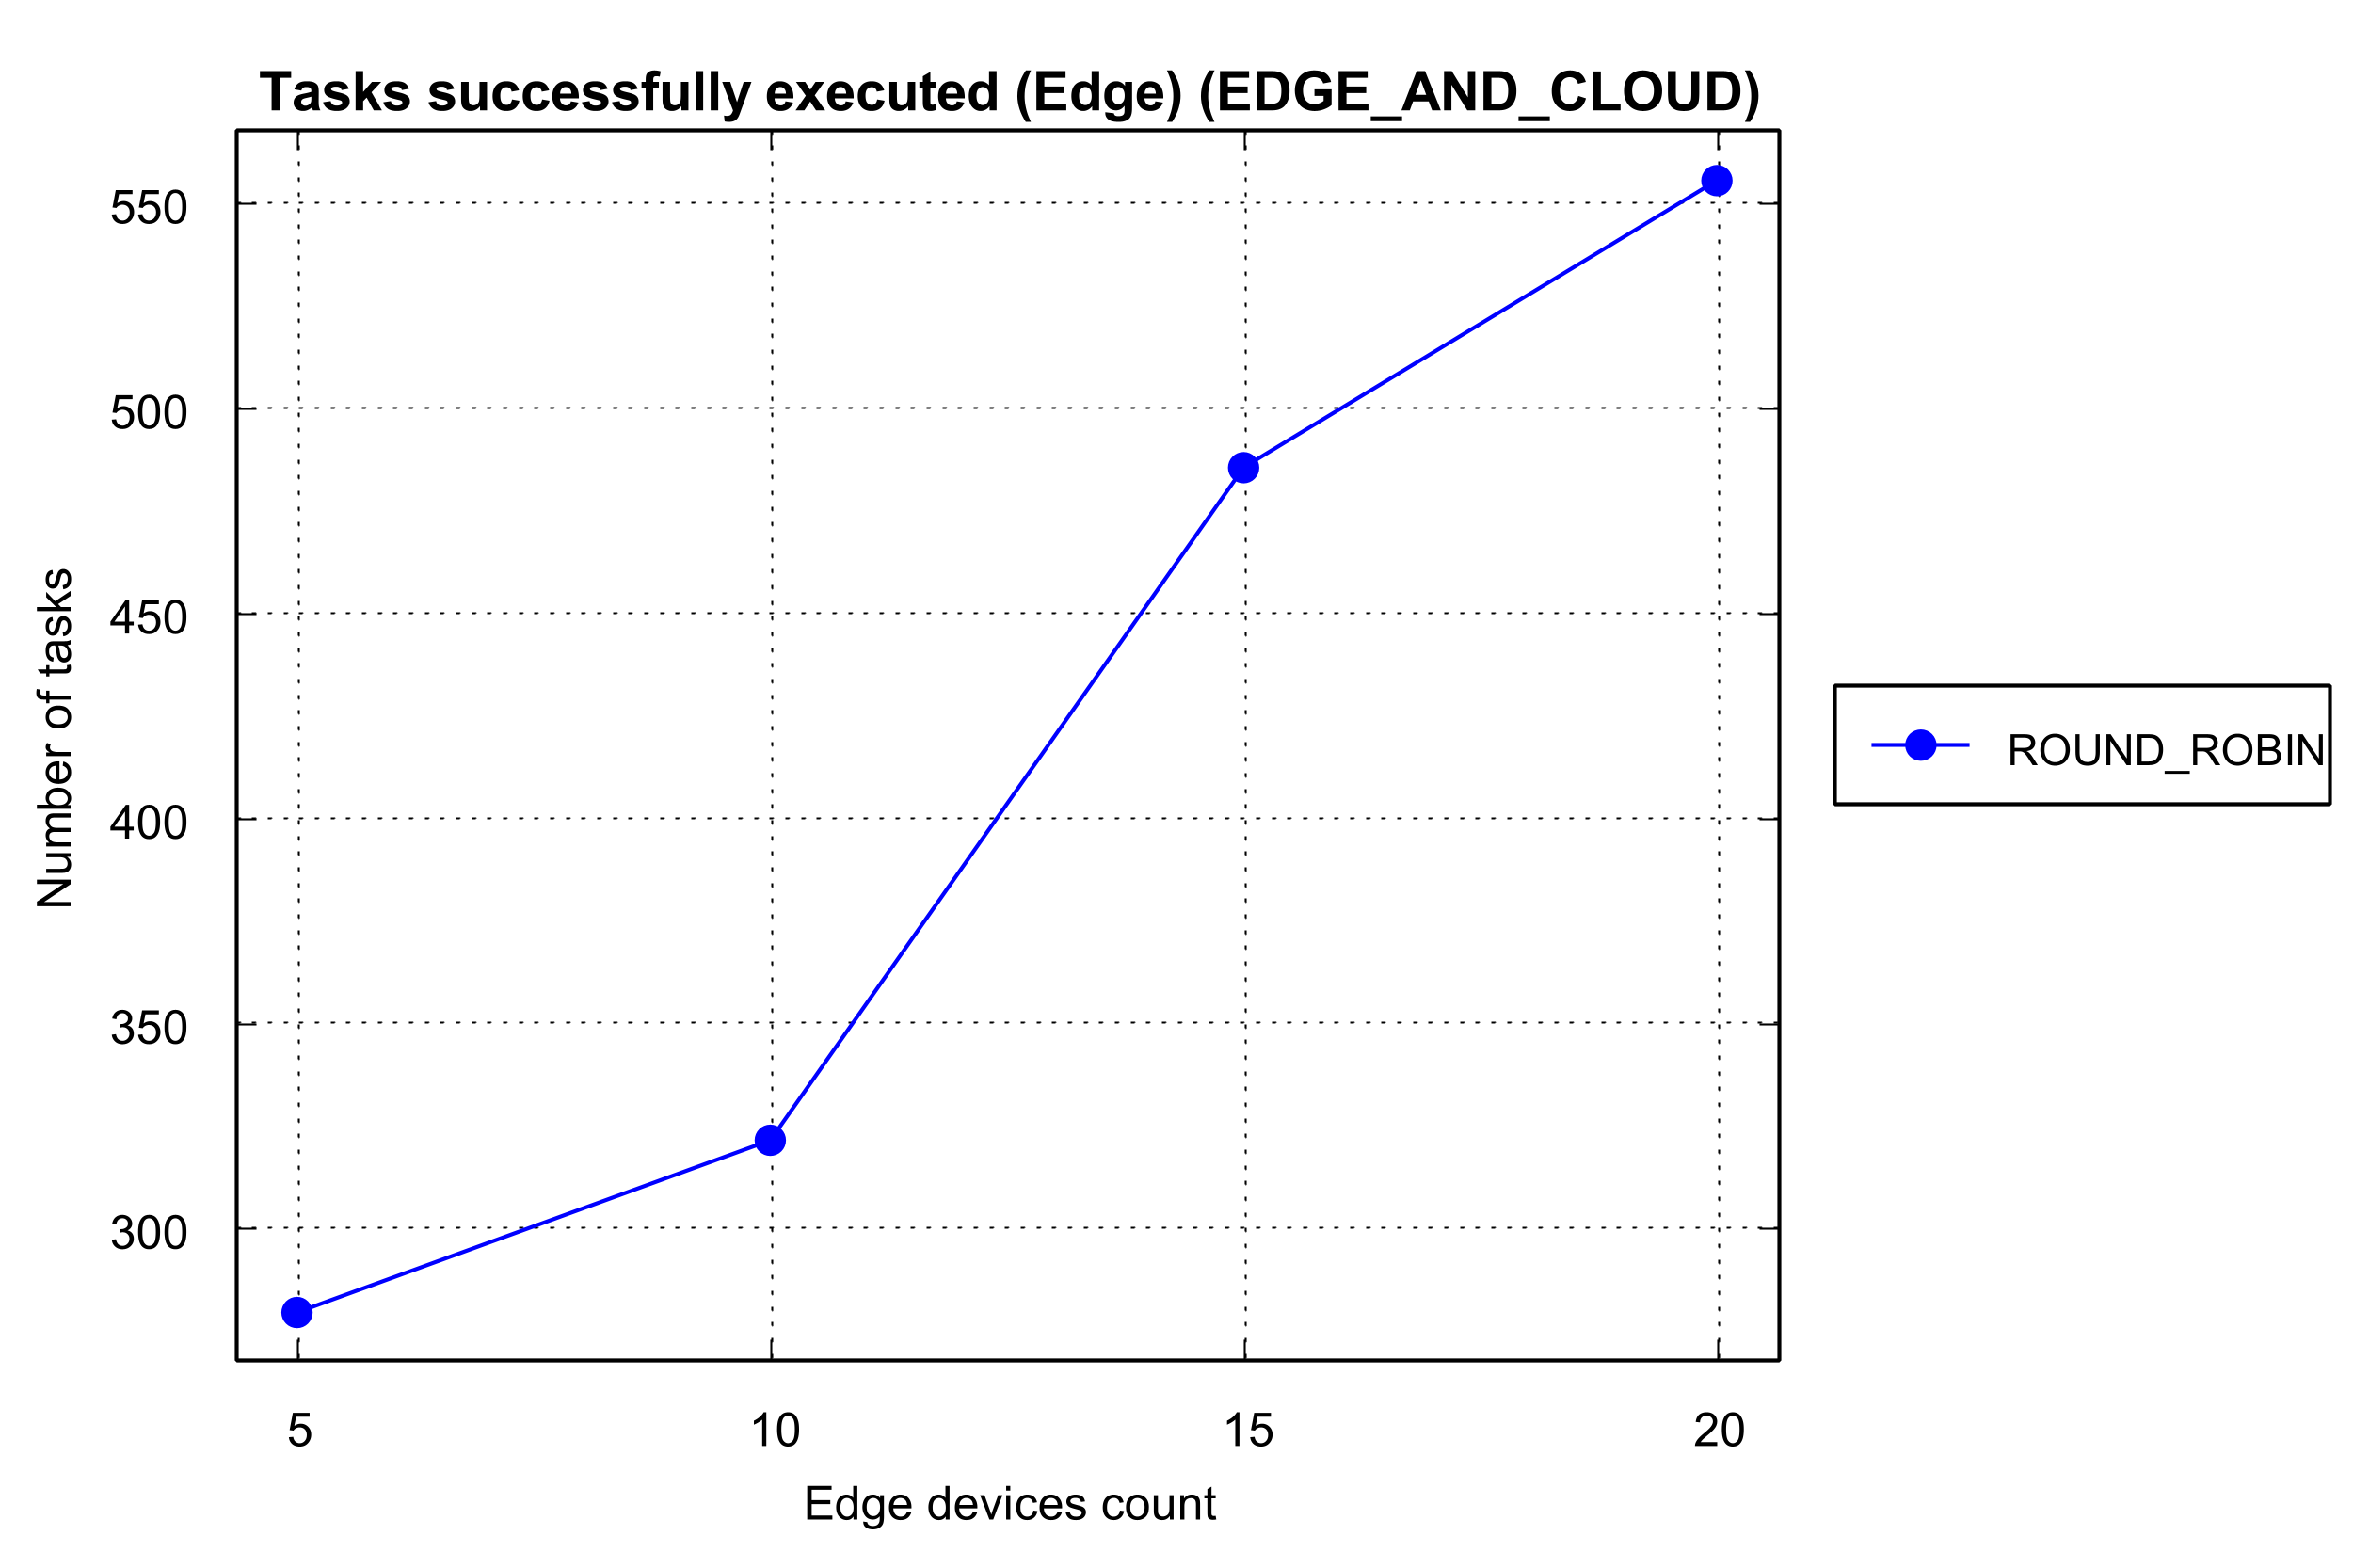 Tasks successfully executed (Edge) (EDGE_AND_CLOUD)
550
500
450
400
350
300
Number of tasks
5 10 15 20
Edge devices count
ROUND_ROBIN